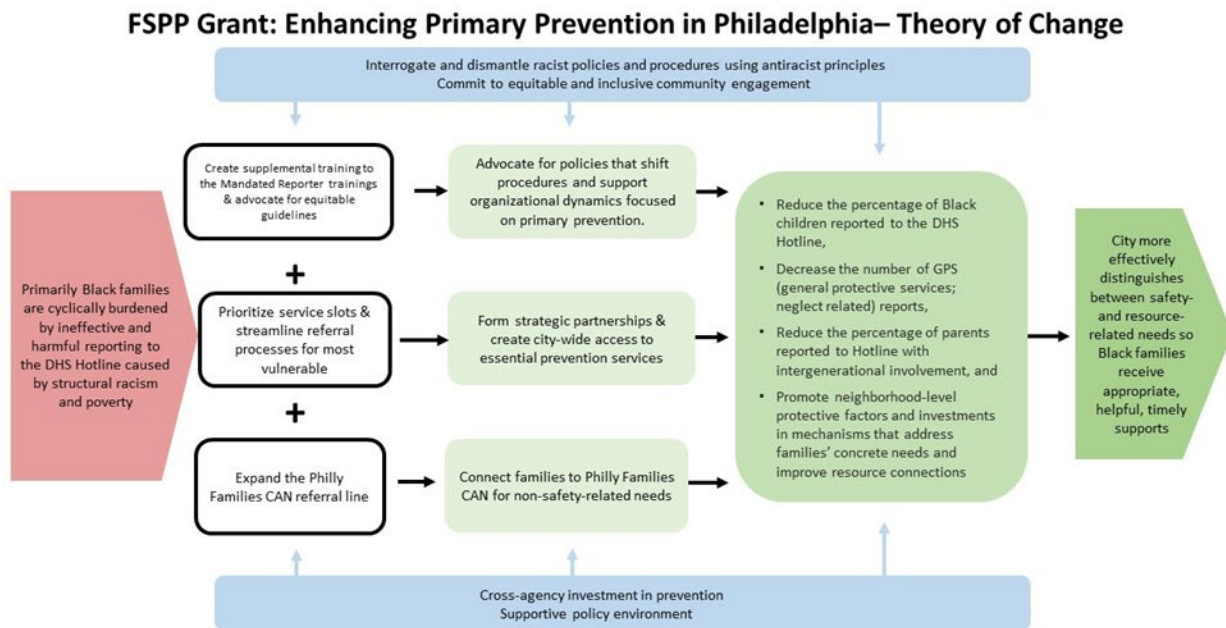 FSPP Grant: Enhancing Primary Prevention in Philadelphia– Theory of Change
Interrogate and dismantle racist policies and procedures using antiracist principles
Commit to equitable and inclusive community engagement
Primarily Black families
are cyclically burdened
by ineffective and
harmful reporting to
the DHS Hotline caused
by structural racism
and poverty
Create supplemental training to
the Mandated Reporter trainings
& advocate for equitable
guidelines
+
Prioritize service slots &
streamline referral
processes for most
vulnerable
+
Expand the Philly
Families CAN referral line
Advocate for policies that shift
procedures and support
organizational dynamics focused
on primary prevention.
Form strategic partnerships &
create city-wide access to
essential prevention services
Connect families to Philly Families
CAN for non-safety-related needs
• Reduce the percentage of Black
children reported to the DHS
Hotline,
• Decrease the number of GPS
(general protective services;
neglect related) reports,
• Reduce the percentage of parents
reported to Hotline with
intergenerational involvement, and
• Promote neighborhood-level
protective factors and investments
in mechanisms that address
families' concrete needs and
improve resource connections
City more
effectively
distinguishes
between safety-
and resource-
related needs so
Black families
receive
appropriate,
helpful, timely
supports
Cross-agency investment in prevention
Supportive policy environment